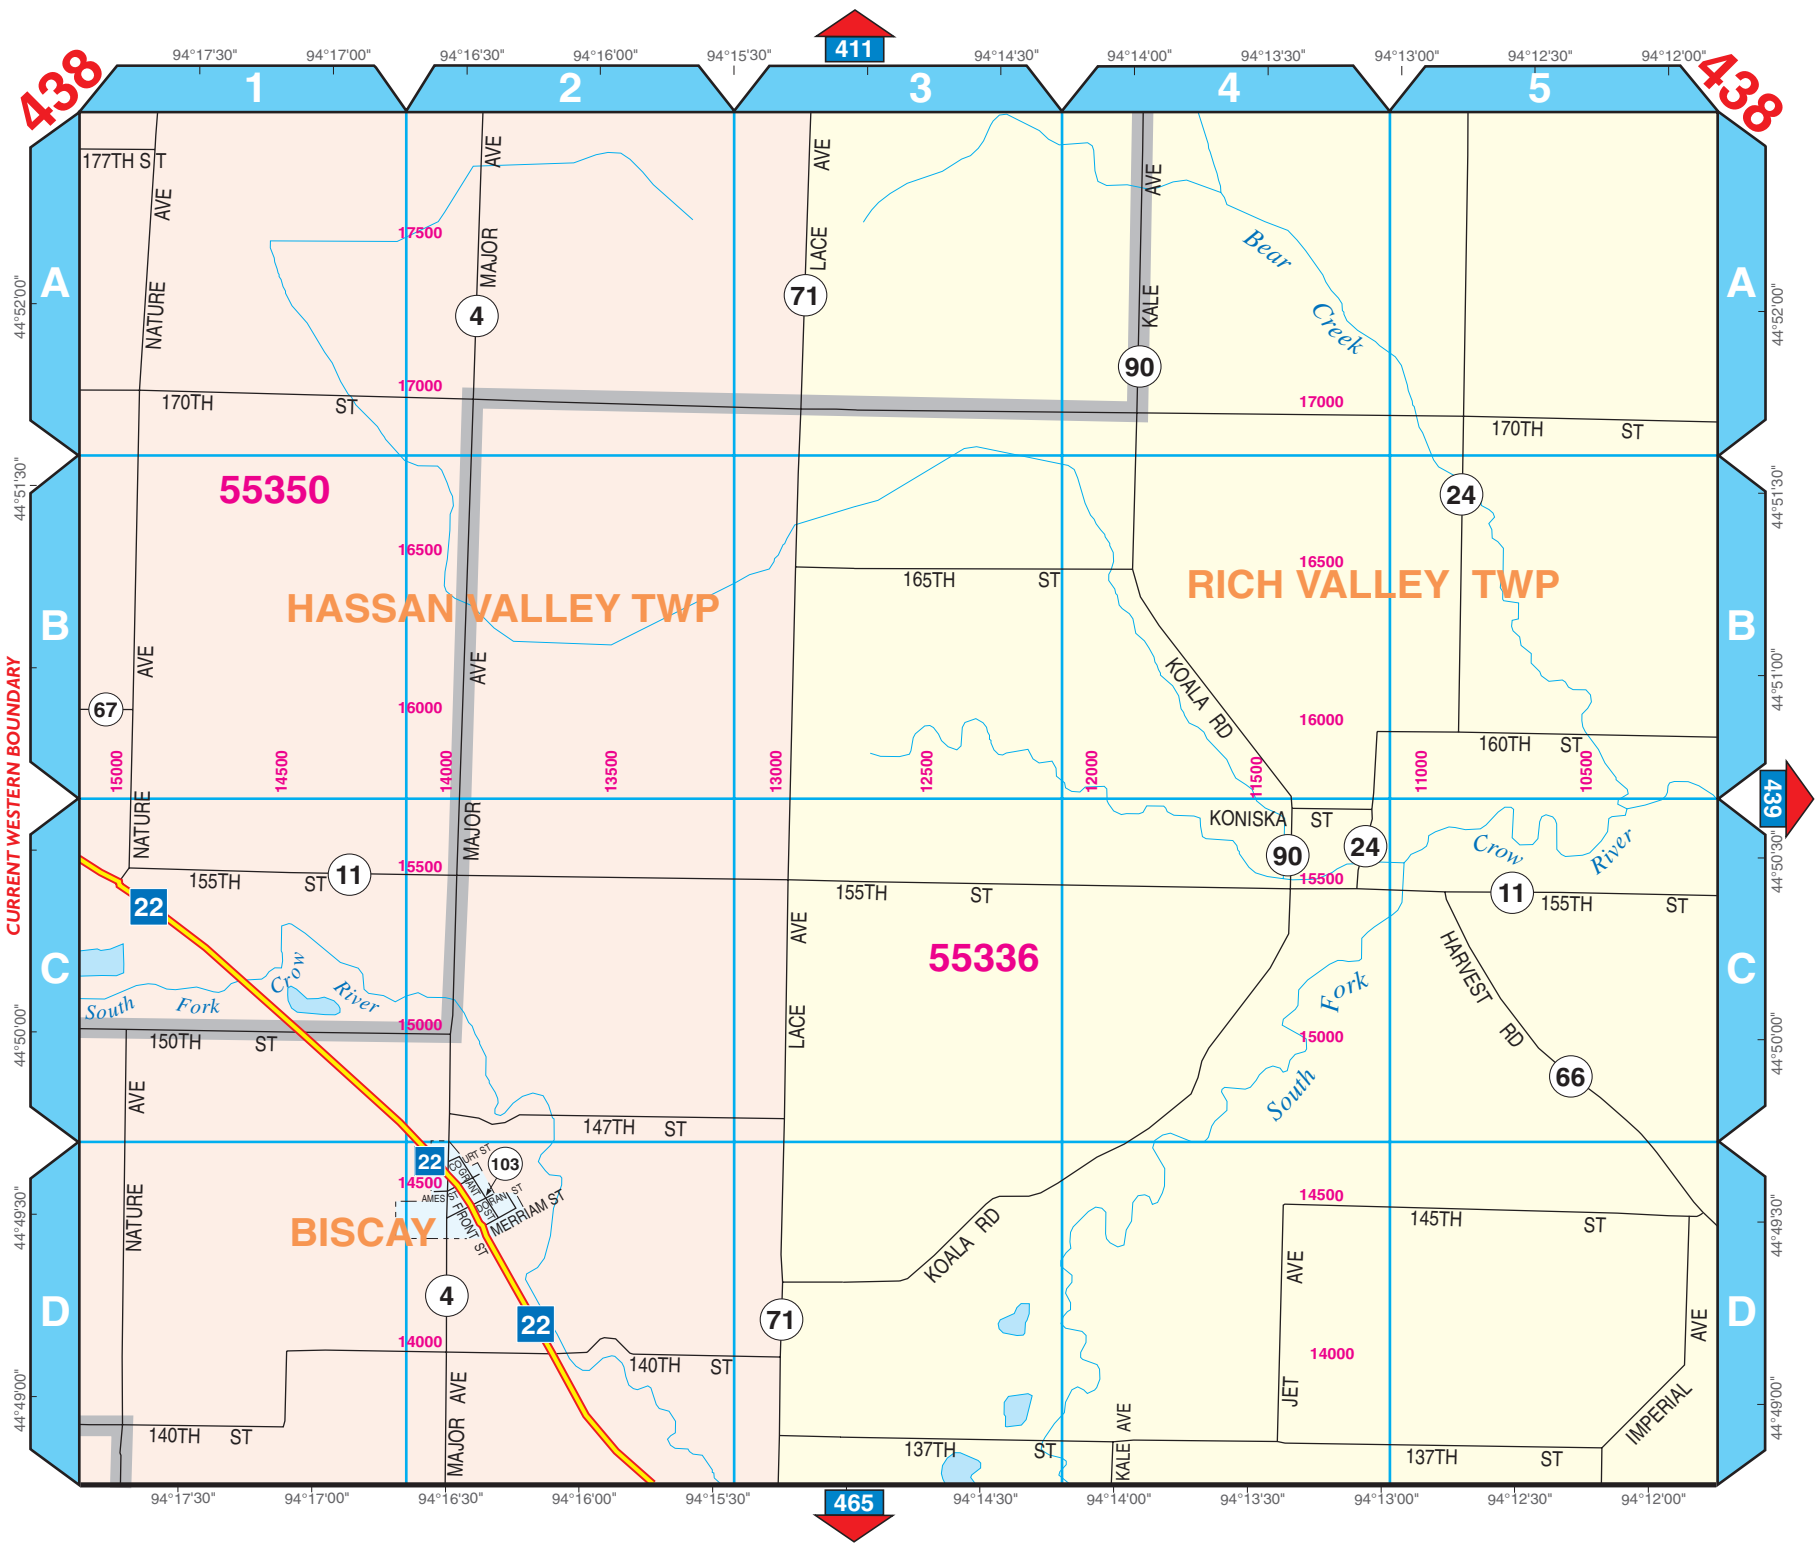 438
411
438
94°17'30"
94°17'00"
94°16'30"
94°16'00"
94°15'30"
94°14'30"
94°14'00"
94°13'30"
94°13'00"
94°12'30"
94°12'00"
1
2
3
4
5
A
A
44°52'00"
44°52'00"
177TH ST
NATURE AVE
MAJOR AVE
4
LACE AVE
71
KALE AVE
90
Bear Creek
17500
17000
17000
170TH ST
170TH ST
44°51'30"
44°51'30"
55350
24
16500
16500
165TH ST
HASSAN VALLEY TWP
RICH VALLEY TWP
B
B
AVE
AVE
44°51'00"
KOALA RD
67
16000
16000
160TH ST
CURRENT WESTERN BOUNDARY
15000
14500
14000
13500
13000
12500
12000
11500
11000
10500
439
NATURE
MAJOR
KONISKA ST
90
24
Crow River
44°50'30"
15500
15500
155TH ST
11
155TH ST
11
155TH ST
22
LACE AVE
55336
HARVEST RD
C
C
South Fork Crow River
South Fork
15000
15000
150TH ST
44°50'00"
44°50'00"
66
NATURE AVE
147TH ST
22
COURT ST
103
GRANT
DORAN ST
ST
AMES ST
FRONT ST
MERRIAM ST
14500
14500
BISCAY
145TH ST
44°49'30"
44°49'30"
KOALA RD
D
D
4
22
71
JET AVE
IMPERIAL AVE
14000
14000
140TH ST
MAJOR AVE
KALE AVE
44°49'00"
44°49'00"
140TH ST
137TH ST
137TH ST
94°17'30"
94°17'00"
94°16'30"
94°16'00"
94°15'30"
94°14'30"
94°14'00"
94°13'30"
94°13'00"
94°12'30"
94°12'00"
465